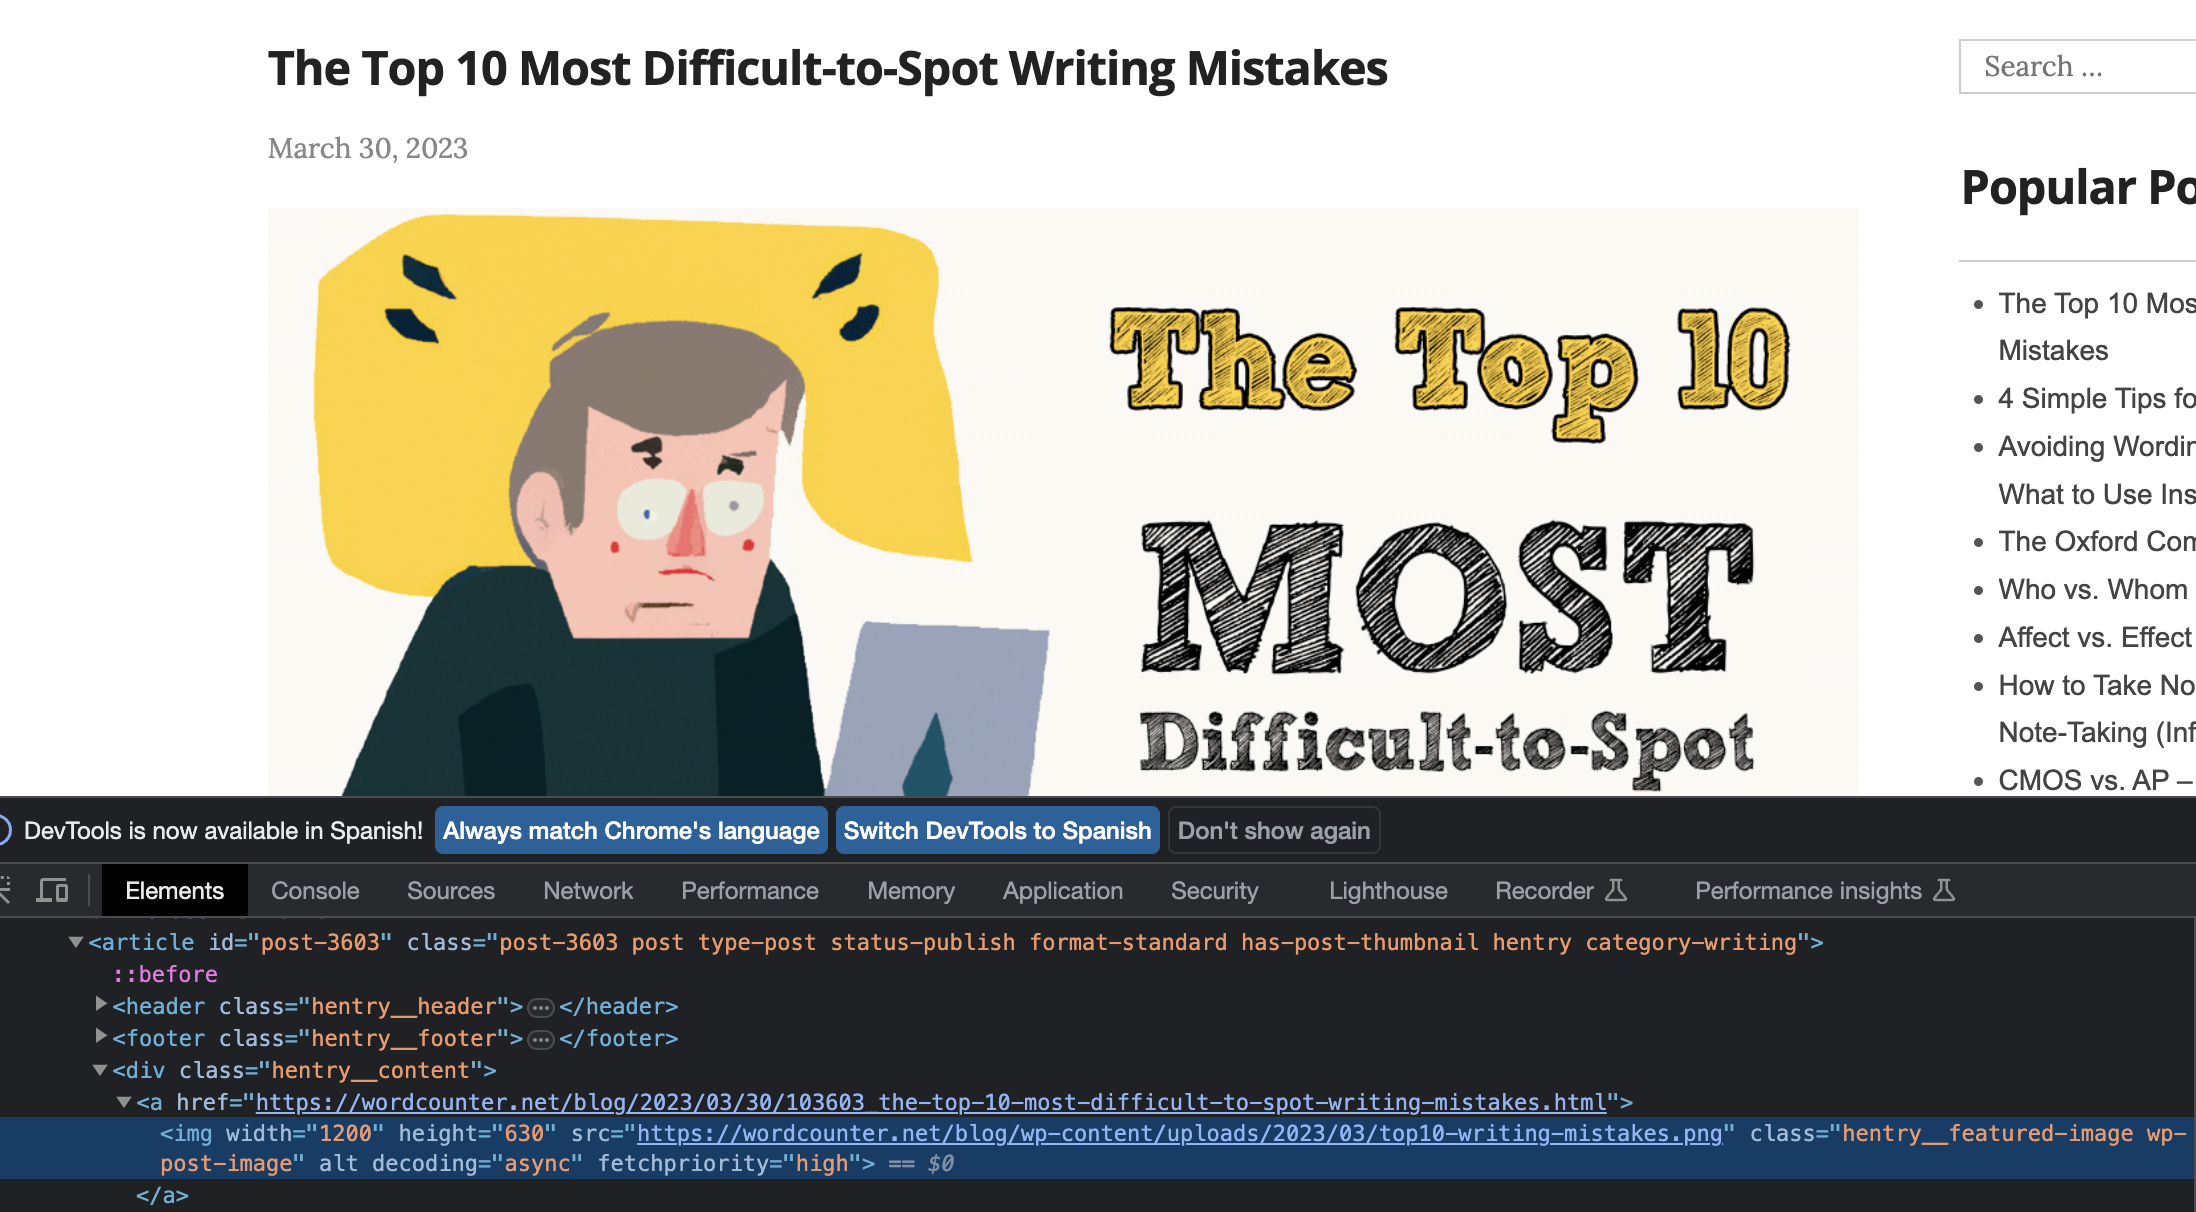 The Top 10 Most Difficult-to-Spot Writing Mistakes
March 30, 2023
The Top 10
MOST
Difficult-to-Spot
Search ...
Popular Po
The Top 10 Mos
Mistakes
4 Simple Tips fo
Avoiding Wordin
What to Use Ins
The Oxford Com
Who vs. Whom
Affect vs. Effect
How to Take No
Note-Taking (Inf
CMOS vs. AP –
DevTools is now available in Spanish! Always match Chrome's language Switch DevTools to Spanish Don't show again
Elements Console Sources Network Performance Memory Application Security Lighthouse Recorder Performance insights
<article id="post-3603" class="post-3603 post type-post status-publish format-standard has-post-thumbnail hentry category-writing">
::before
<header class="hentry__header">…</header>
<footer class="hentry__footer">…</footer>
<div class="hentry__content">
<a href="https://wordcounter.net/blog/2023/03/30/103603_the-top-10-most-difficult-to-spot-writing-mistakes.html">
<img width="1200" height="630" src="https://wordcounter.net/blog/wp-content/uploads/2023/03/top10-writing-mistakes.png" class="hentry__featured-image wp-
post-image" alt decoding="async" fetchpriority="high"> == $0
</a>